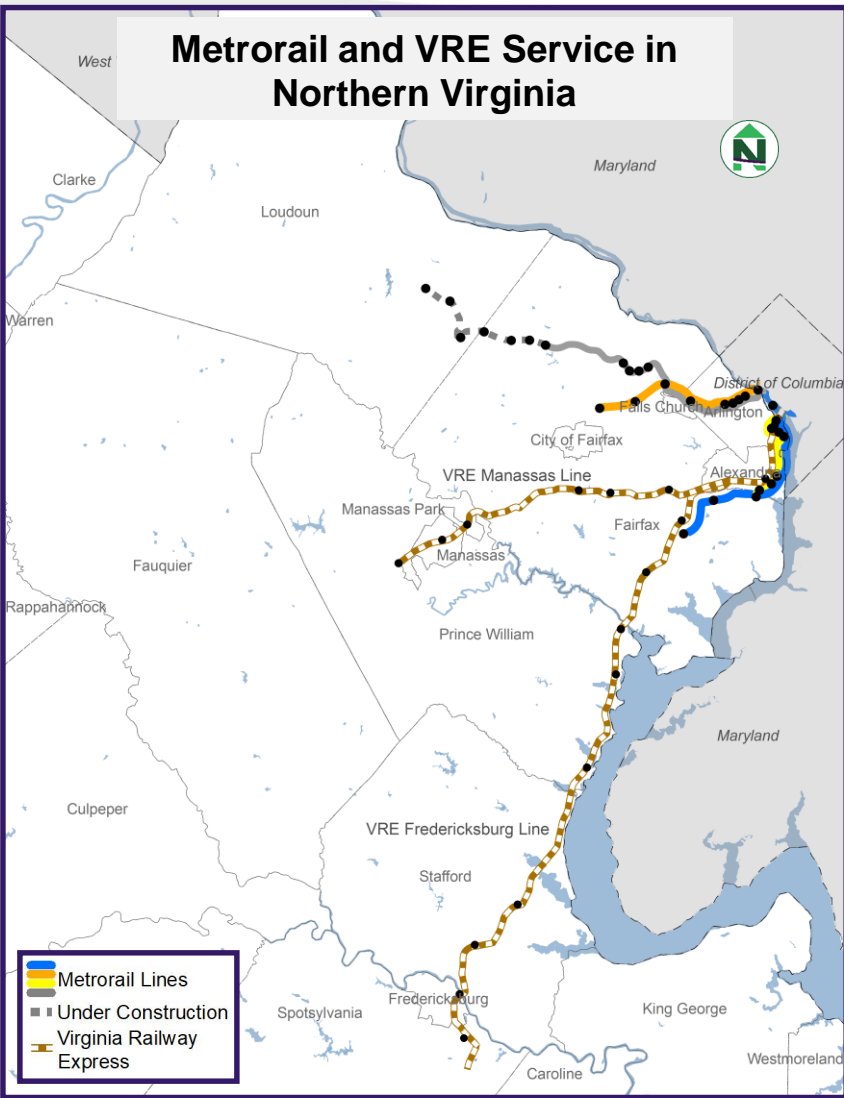 Metrorail and VRE Service in
Northern Virginia
West
N
Maryland
Clarke
Loundoun
Warren
District of Columbia
Falls Church
Arlington
City of Fairfax
VRE Manassas Line
Manassas Park
Fairfax
Manassas
Fauquier
Rappahannock
Prince William
Maryland
Culpeper
VRE Fredericksburg Line
Stafford
Fredericksburg
Spotsylvania
King George
Westmoreland
Caroline
Metrorail Lines
Under Construction
Virginia Railway
Express